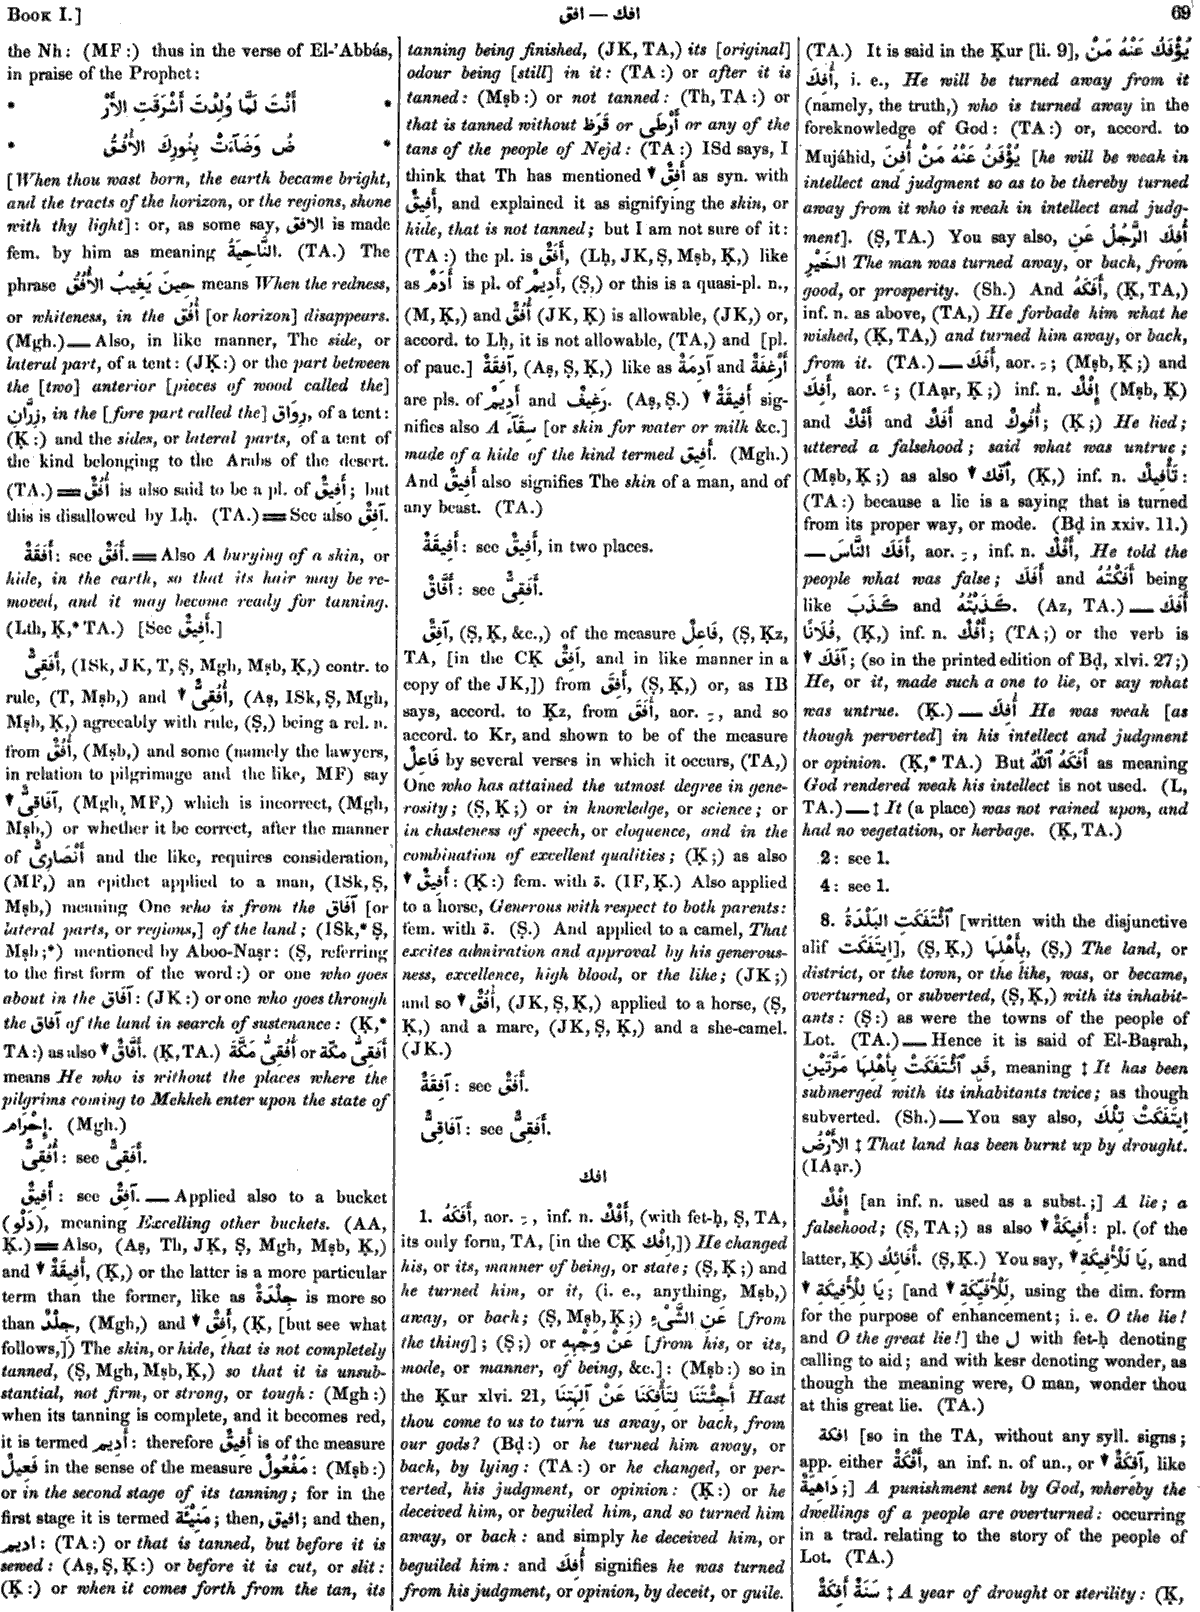 BOOK I.]
افك — افق
69
the Nh: (MF:) thus in the verse of El-'Abbás,
in praise of the Prophet:
* أَنْتَ لَمَّا وُلِدْتَ أَشْرَقَتِ الأَرْ *
* ضُ وَضَآءَتْ بِنُورِكَ الأُفُقُ *
[When thou wast born, the earth became bright,
and the tracts of the horizon, or the regions, shone
with thy light]: or, as some say, الافق is made
fem. by him as meaning النَّاحِيَةُ. (TA.) The
phrase حِينَ يَغِيبُ الأُفُقُ means When the redness,
or whiteness, in the أُفُق [or horizon] disappears.
(Mgh.) — Also, in like manner, The side, or
lateral part, of a tent: (JK:) or the part between
the [two] anterior [pieces of wood called the]
زِرَّانِ, in the [fore part called the] رِوَاق, of a tent:
(Ḳ:) and the sides, or lateral parts, of a tent of
the kind belonging to the Arabs of the desert.
(TA.) = أُفُقٌ is also said to be a pl. of أَفِيقٌ; but
this is disallowed by Lḥ. (TA.) = See also آفِقٌ.
أَفَقَةٌ: see أَفَقٌ. = Also A burying of a skin, or
hide, in the earth, so that its hair may be re-
moved, and it may become ready for tanning.
(Lth, Ḳ,* TA.) [See أَفِيقٌ.]
أَفَقِىٌّ, (ISk, JK, T, Ṣ, Mgh, Mṣb, Ḳ,) contr. to
rule, (T, Mṣb,) and ▾ أُفُقِىٌّ, (Aṣ, ISk, Ṣ, Mgh,
Mṣb, Ḳ,) agreeably with rule, (Ṣ,) being a rel. n.
from أُفُقٌ, (Mṣb,) and some (namely the lawyers,
in relation to pilgrimage and the like, MF) say
▾ آفَاقِىٌّ, (Mgh, MF,) which is incorrect, (Mgh,
Mṣb,) or whether it be correct, after the manner
of أَنْصَارِىٌّ and the like, requires consideration,
(MF,) an epithet applied to a man, (ISk, Ṣ,
Mṣb,) meaning One who is from the آفَاق [or
lateral parts, or regions,] of the land; (ISk,* Ṣ,
Mṣb;*) mentioned by Aboo-Naṣr: (Ṣ, referring
to the first form of the word:) or one who goes
about in the آفَاق: (JK:) or one who goes through
the آفاق of the land in search of sustenance: (Ḳ,*
TA:) as also ▾ أَفَّاقٌ. (Ḳ, TA.) أُفُقِىُّ مَكَّةَ or أَفَقِىُّ مكّة
means He who is without the places where the
pilgrims coming to Mekkeh enter upon the state of
إِحْرَام. (Mgh.)
أُفُقِىٌّ: see أَفَقِىٌّ.
أَفِيقٌ: see آفِقٌ. — Applied also to a bucket
(دَلْو), meaning Excelling other buckets. (AA,
Ḳ.) = Also, (Aṣ, Th, JK, Ṣ, Mgh, Mṣb, Ḳ,)
and ▾ أَفِيقَةٌ, (Ḳ,) or the latter is a more particular
term than the former, like as جِلْدَةٌ is more so
than جِلْدٌ, (Mgh,) and ▾ أَفَقٌ, (Ḳ, [but see what
follows,]) The skin, or hide, that is not completely
tanned, (Ṣ, Mgh, Mṣb, Ḳ,) so that it is unsub-
stantial, not firm, or strong, or tough: (Mgh:)
when its tanning is complete, and it becomes red,
it is termed أَدِيم: therefore أَفِيقٌ is of the measure
فَعِيلٌ in the sense of the measure مَفْعُولٌ: (Mṣb:)
or in the second stage of its tanning; for in the
first stage it is termed مَنِيْئَة; then, افيق; and then,
اديم: (TA:) or that is tanned, but before it is
sewed: (Aṣ, Ṣ, Ḳ:) or before it is cut, or slit:
(Ḳ:) or when it comes forth from the tan, its
tanning being finished, (JK, TA,) its [original]
odour being [still] in it: (TA:) or after it is
tanned: (Mṣb:) or not tanned: (Th, TA:) or
that is tanned without قَرَظ or أَرْطَى or any of the
tans of the people of Nejd: (TA:) ISd says, I
think that Th has mentioned ▾ أَفَقٌ as syn. with
أَفِيقٌ, and explained it as signifying the skin, or
hide, that is not tanned; but I am not sure of it:
(TA:) the pl. is أَفَقٌ, (Lḥ, JK, Ṣ, Mṣb, Ḳ,) like
as أَدَمٌ is pl. of أَدِيمٌ, (Ṣ,) or this is a quasi-pl. n.,
(M, Ḳ,) and أُفُقٌ (JK, Ḳ) is allowable, (JK,) or,
accord. to Lḥ, it is not allowable, (TA,) and [pl.
of pauc.] آفِقَةٌ, (Aṣ, Ṣ, Ḳ,) like as آدِمَةٌ and أَرْغِفَةٌ
are pls. of أَدِيمٌ and رَغِيفٌ. (Aṣ, Ṣ.) ▾ أَفِيقَةٌ sig-
nifies also A سِقَآء [or skin for water or milk &c.]
made of a hide of the kind termed أَفِيق. (Mgh.)
And أَفِيقٌ also signifies The skin of a man, and of
any beast. (TA.)
أَفِيقَةٌ: see أَفِيقٌ, in two places.
أَفَّاقٌ: see أَفَقِىٌّ.
آفِقٌ, (Ṣ, Ḳ, &c.,) of the measure فَاعِلٌ, (Ṣ, Ḳz,
TA, [in the CK أَفِقٌ, and in like manner in a
copy of the JK,]) from أَفِقَ, (Ṣ, Ḳ,) or, as IB
says, accord. to Ḳz, from أَفَقَ, aor. ـِ, and so
accord. to Kr, and shown to be of the measure
فَاعِلٌ by several verses in which it occurs, (TA,)
One who has attained the utmost degree in gene-
rosity; (Ṣ, Ḳ;) or in knowledge, or science; or
in chasteness of speech, or eloquence, and in the
combination of excellent qualities; (Ḳ;) as also
▾ أَفِيقٌ: (Ḳ:) fem. with ة. (IF, Ḳ.) Also applied
to a horse, Generous with respect to both parents:
fem. with ة. (Ṣ.) And applied to a camel, That
excites admiration and approval by his generous-
ness, excellence, high blood, or the like; (JK;)
and so ▾ أُفُقٌ, (JK, Ṣ, Ḳ,) applied to a horse, (Ṣ,
Ḳ,) and a mare, (JK, Ṣ, Ḳ,) and a she-camel.
(JK.)
آفِقَةٌ: see أَفَقٌ.
آفَاقِىٌّ: see أَفَقِىٌّ.
افك
1. أَفَكَهُ, aor. ـِ, inf. n. أَفْكٌ, (with fet-ḥ, Ṣ, TA,
its only form, TA, [in the CK افك,]) He changed
his, or its, manner of being, or state; (Ṣ, Ḳ;) and
he turned him, or it, (i. e., anything, Mṣb,)
away, or back; (Ṣ, Mṣb, Ḳ;) عَنِ الشَّىْءِ [from
the thing]; (Ṣ;) or عَنْ وَجْهِهِ [from his, or its,
mode, or manner, of being, &c.]: (Mṣb:) so in
the Ḳur xlvi. 21, أَجِئْتَنَا لِتَأْفِكَنَا عَنْ آلِهَتِنَا Hast
thou come to us to turn us away, or back, from
our gods? (Bḍ:) or he turned him away, or
back, by lying: (TA:) or he changed, or per-
verted, his judgment, or opinion: (Ḳ:) or he
deceived him, or beguiled him, and so turned him
away, or back: and simply he deceived him, or
beguiled him: and أُفِكَ signifies he was turned
from his judgment, or opinion, by deceit, or guile.
(TA.) It is said in the Ḳur [li. 9], يُؤْفَكُ عَنْهُ مَنْ
أُفِكَ, i. e., He will be turned away from it
(namely, the truth,) who is turned away in the
foreknowledge of God: (TA:) or, accord. to
Mujáhid, يُؤْفَنُ عَنْهُ مَنْ أُفِنَ [he will be weak in
intellect and judgment so as to be thereby turned
away from it who is weak in intellect and judg-
ment]. (Ṣ, TA.) You say also, أُفِكَ الرَّجُلُ عَنِ
الخَيْرِ The man was turned away, or back, from
good, or prosperity. (Sh.) And أَفَكَهُ, (Ḳ, TA,)
inf. n. as above, (TA,) He forbade him what he
wished, (Ḳ, TA,) and turned him away, or back,
from it. (TA.) — أَفَكَ, aor. ـِ; (Mṣb, Ḳ;) and
أَفِكَ, aor. ـَ; (IAạr, Ḳ;) inf. n. إِفْكٌ (Mṣb, Ḳ)
and أَفْكٌ and أَفَكٌ and أُفُوكٌ; (Ḳ;) He lied;
uttered a falsehood; said what was untrue;
(Mṣb, Ḳ;) as also ▾ أَفَّكَ, (Ḳ,) inf. n. تَأْفِيكٌ:
(TA:) because a lie is a saying that is turned
from its proper way, or mode. (Bḍ in xxiv. 11.)
— أَفَكَ النَّاسَ, aor. ـِ, inf. n. أَفْكٌ, He told the
people what was false; أَفَكَ and أَفَكْتُهُ being
like كَذَبَ and كَذَبْتُهُ. (Az, TA.) — أَفَكَ
فُلَانًا, (Ḳ,) inf. n. أَفْكٌ; (TA;) or the verb is
▾ آفَكَ; (so in the printed edition of Bḍ, xlvi. 27;)
He, or it, made such a one to lie, or say what
was untrue. (Ḳ.) — أُفِكَ He was weak [as
though perverted] in his intellect and judgment
or opinion. (Ḳ,* TA.) But أَفَكَهُ ٱللّٰهُ as meaning
God rendered weak his intellect is not used. (L,
TA.) — ‡ It (a place) was not rained upon, and
had no vegetation, or herbage. (Ḳ, TA.)
2: see 1.
4: see 1.
8. ٱئْتَفَكَتِ البَلْدَةُ [written with the disjunctive
alif إِيتَفَكَت], (Ṣ, Ḳ,) بِأَهْلِهَا, (Ṣ,) The land, or
district, or the town, or the like, was, or became,
overturned, or subverted, (Ṣ, Ḳ,) with its inhabit-
ants: (Ṣ:) as were the towns of the people of
Lot. (TA.) — Hence it is said of El-Baṣrah,
قَدِ ٱئْتَفَكَتْ بِأَهْلِهَا مَرَّتَيْنِ, meaning ‡ It has been
submerged with its inhabitants twice; as though
subverted. (Sh.) — You say also, إِيتَفَكَتْ تِلْكَ
الأَرْضُ ‡ That land has been burnt up by drought.
(IAạr.)
إِفْكٌ [an inf. n. used as a subst.;] A lie; a
falsehood; (Ṣ, TA;) as also ▾ أَفِيكَةٌ: pl. (of the
latter, Ḳ) أَفَائِكُ. (Ṣ, Ḳ.) You say, ▾ يَا لَلْأَفِيكَةِ, and
▾ يَا لِلْأَفِيكَةِ; [and ▾ لَلْأُفَيِّكَة, using the dim. form
for the purpose of enhancement; i. e. O the lie!
and O the great lie!] the ل with fet-ḥ denoting
calling to aid; and with kesr denoting wonder, as
though the meaning were, O man, wonder thou
at this great lie. (TA.)
افكة [so in the TA, without any syll. signs;
app. either أَفْكَةٌ, an inf. n. of un., or ▾ آفِكَةٌ, like
دَاهِيَةٌ;] A punishment sent by God, whereby the
dwellings of a people are overturned: occurring
in a trad. relating to the story of the people of
Lot. (TA.)
سَنَةٌ أَفِكَةٌ ‡ A year of drought or sterility: (Ḳ,